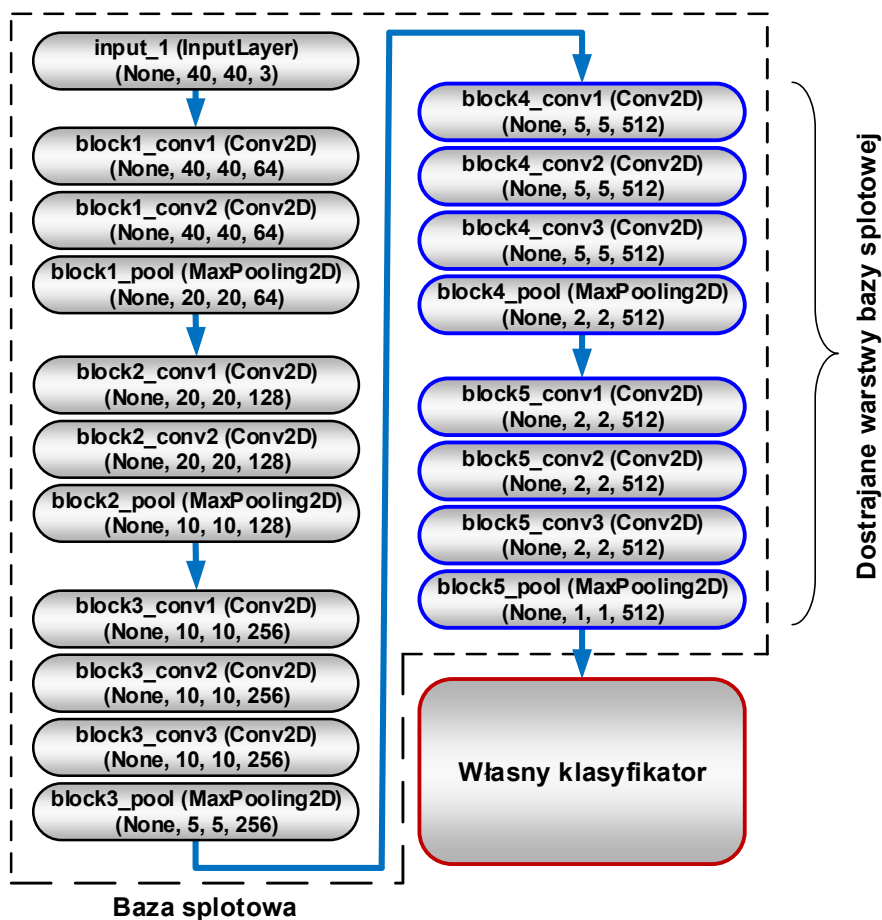 input_1 (InputLayer)
(None, 40, 40, 3)
block1_conv1 (Conv2D)
(None, 40, 40, 64)
block1_conv2 (Conv2D)
(None, 40, 40, 64)
block1_pool (MaxPooling2D)
(None, 20, 20, 64)
block2_conv1 (Conv2D)
(None, 20, 20, 128)
block2_conv2 (Conv2D)
(None, 20, 20, 128)
block2_pool (MaxPooling2D)
(None, 10, 10, 128)
block3_conv1 (Conv2D)
(None, 10, 10, 256)
block3_conv2 (Conv2D)
(None, 10, 10, 256)
block3_conv3 (Conv2D)
(None, 10, 10, 256)
block3_pool (MaxPooling2D)
(None, 5, 5, 256)
Baza splotowa
block4_conv1 (Conv2D)
(None, 5, 5, 512)
block4_conv2 (Conv2D)
(None, 5, 5, 512)
block4_conv3 (Conv2D)
(None, 5, 5, 512)
block4_pool (MaxPooling2D)
(None, 2, 2, 512)
block5_conv1 (Conv2D)
(None, 2, 2, 512)
block5_conv2 (Conv2D)
(None, 2, 2, 512)
block5_conv3 (Conv2D)
(None, 2, 2, 512)
block5_pool (MaxPooling2D)
(None, 1, 1, 512)
Własny klasyfikator
Dostrajane warstwy bazy splotowej